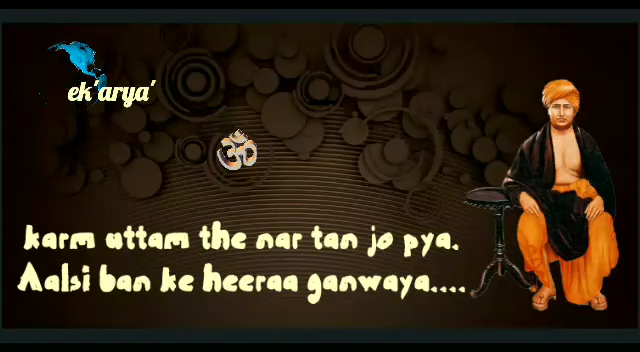 ek'arya'
ॐ
karm uttam the nar tan jo pya.
Aalsi ban ke heeraa ganwaya....